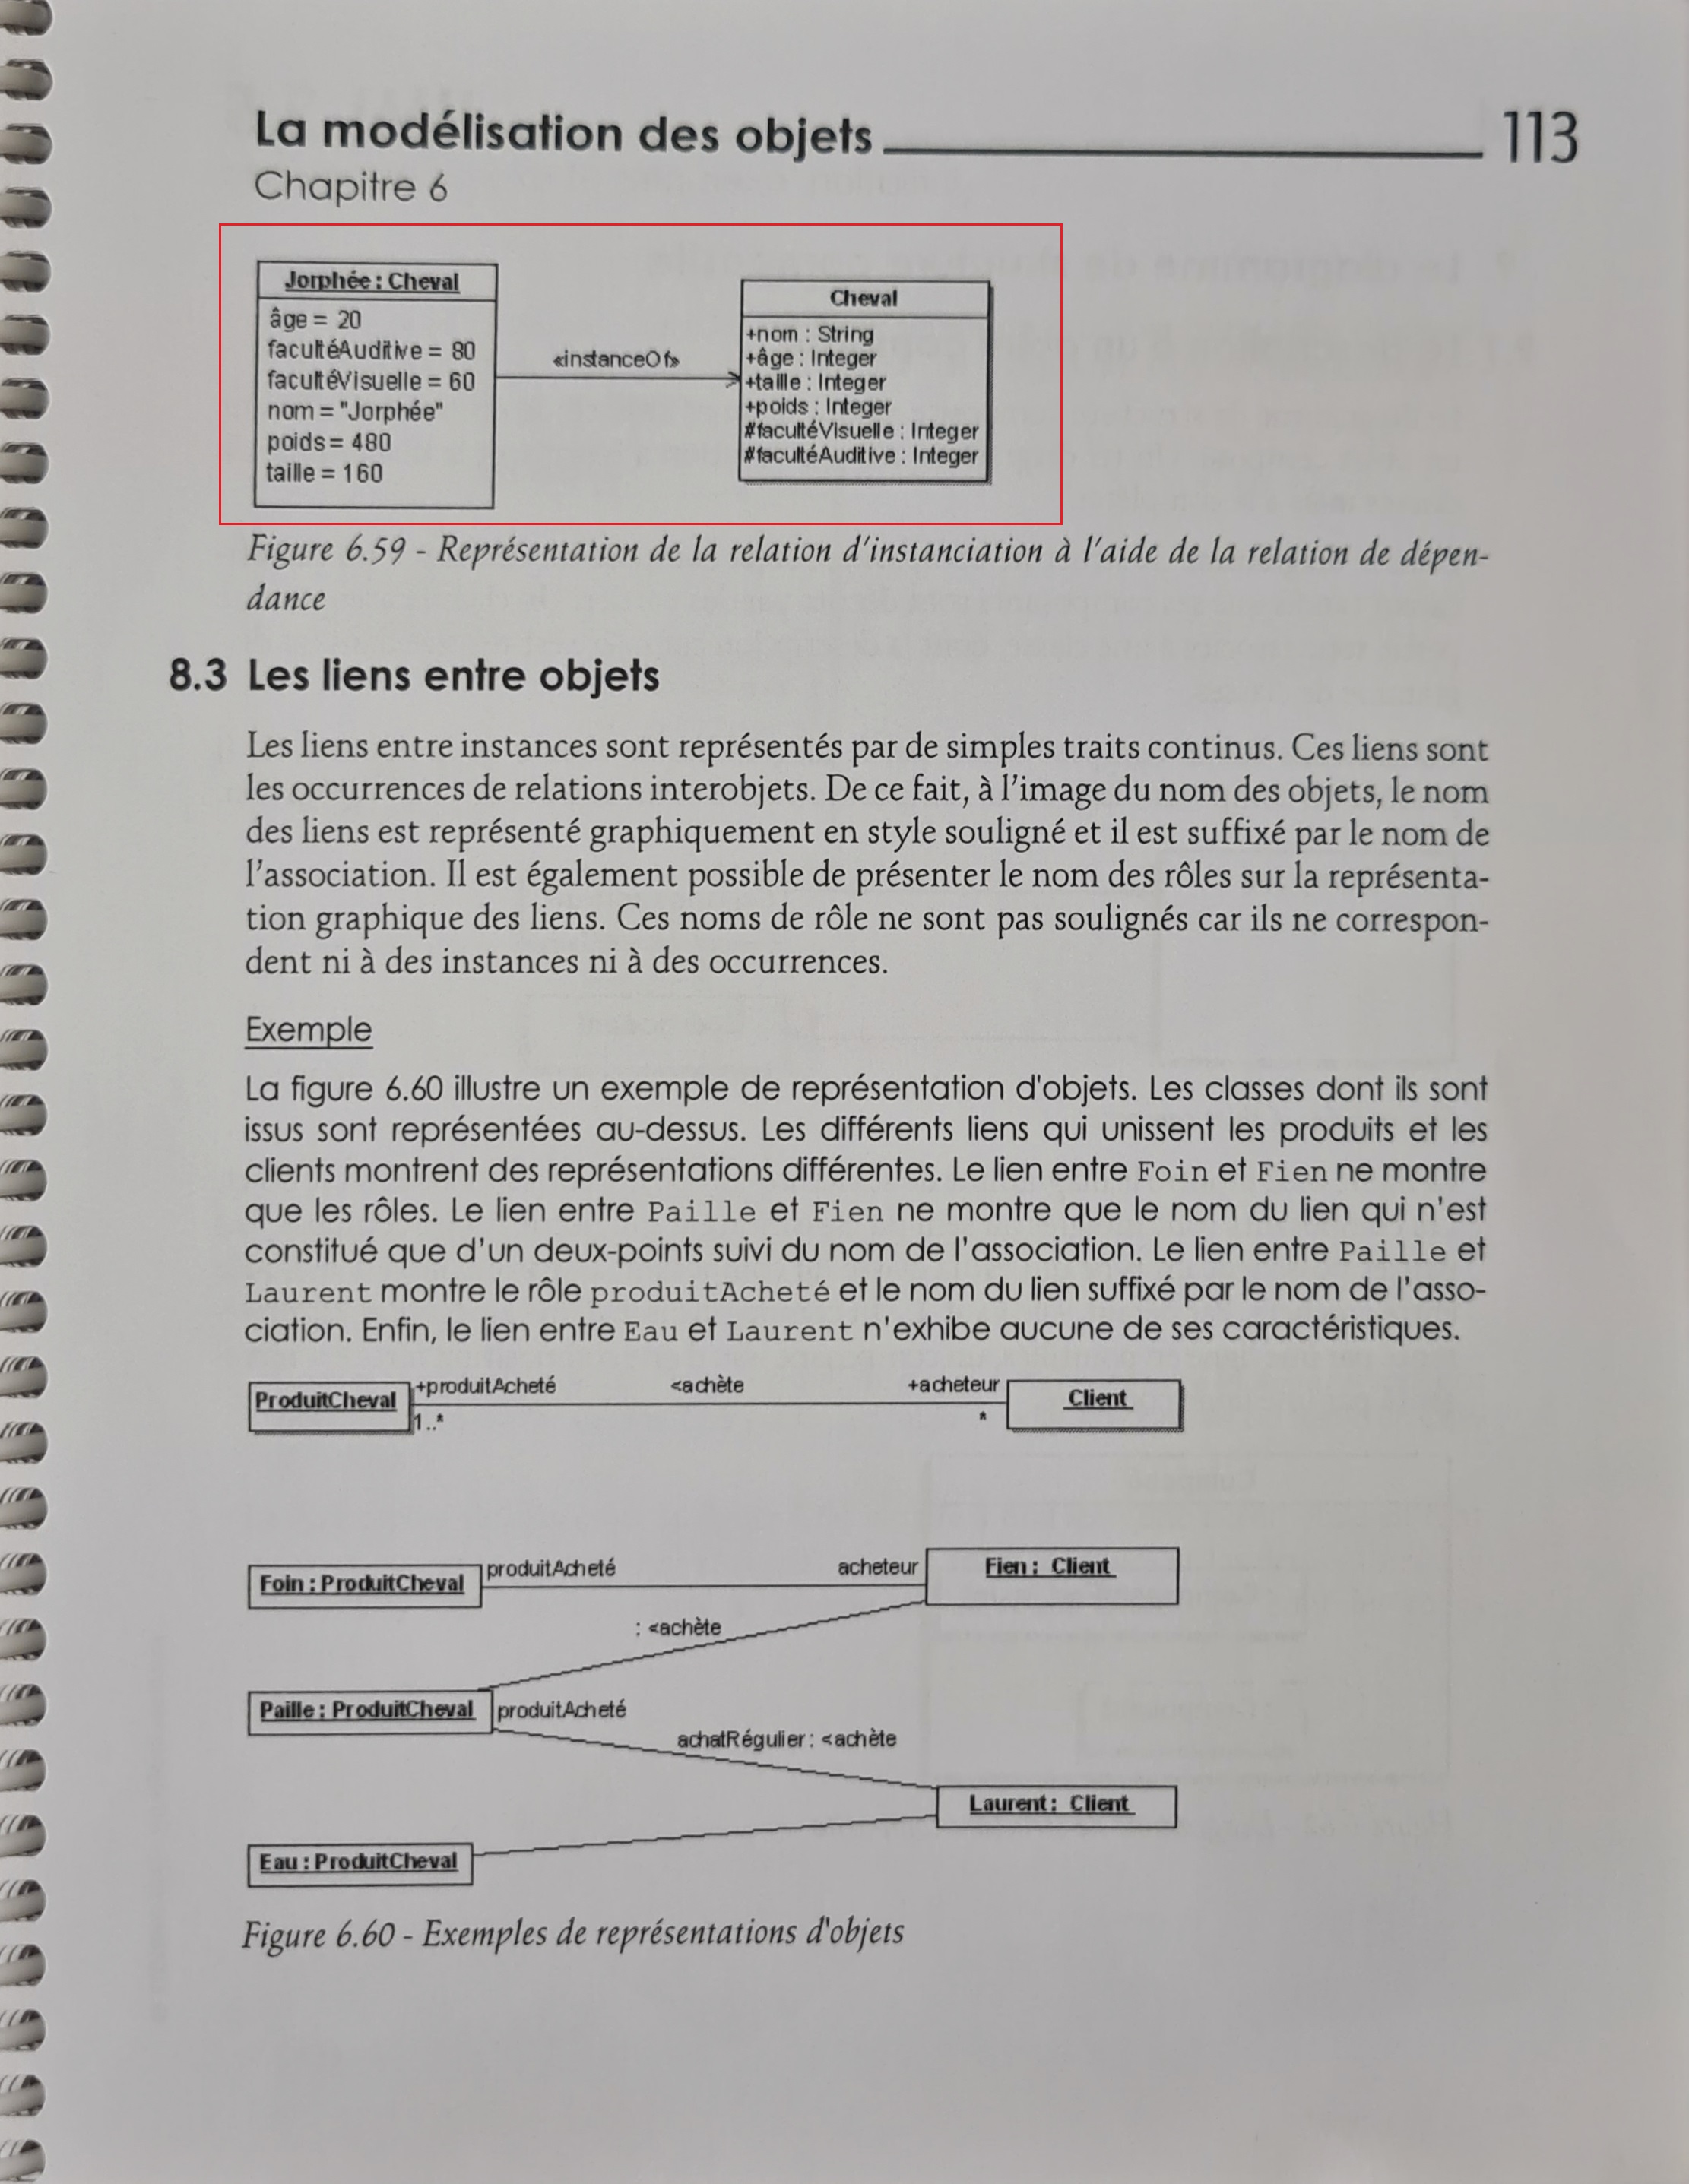 La modélisation des objets 113
Chapitre 6
Jorphée : Cheval
âge = 20
facultéAuditive = 80
facultéVisuelle = 60
nom = "Jorphée"
poids = 480
taille = 160
«instanceOf»
Cheval
+nom : String
+âge : Integer
+taille : Integer
+poids : Integer
#facultéVisuelle : Integer
#facultéAuditive : Integer
Figure 6.59 - Représentation de la relation d'instanciation à l'aide de la relation de dépen-
dance
8.3 Les liens entre objets
Les liens entre instances sont représentés par de simples traits continus. Ces liens sont
les occurrences de relations interobjets. De ce fait, à l'image du nom des objets, le nom
des liens est représenté graphiquement en style souligné et il est suffixé par le nom de
l'association. Il est également possible de présenter le nom des rôles sur la représenta-
tion graphique des liens. Ces noms de rôle ne sont pas soulignés car ils ne correspon-
dent ni à des instances ni à des occurrences.
Exemple
La figure 6.60 illustre un exemple de représentation d'objets. Les classes dont ils sont
issus sont représentées au-dessus. Les différents liens qui unissent les produits et les
clients montrent des représentations différentes. Le lien entre Foin et Fien ne montre
que les rôles. Le lien entre Paille et Fien ne montre que le nom du lien qui n'est
constitué que d'un deux-points suivi du nom de l'association. Le lien entre Paille et
Laurent montre le rôle produitAcheté et le nom du lien suffixé par le nom de l'asso-
ciation. Enfin, le lien entre Eau et Laurent n'exhibe aucune de ses caractéristiques.
ProduitCheval +produitAcheté <achète +acheteur Client
1..* *
Foin : ProduitCheval produitAcheté acheteur Fien : Client
: <achète
Paille : ProduitCheval produitAcheté
achatRégulier : <achète
Laurent : Client
Eau : ProduitCheval
Figure 6.60 - Exemples de représentations d'objets